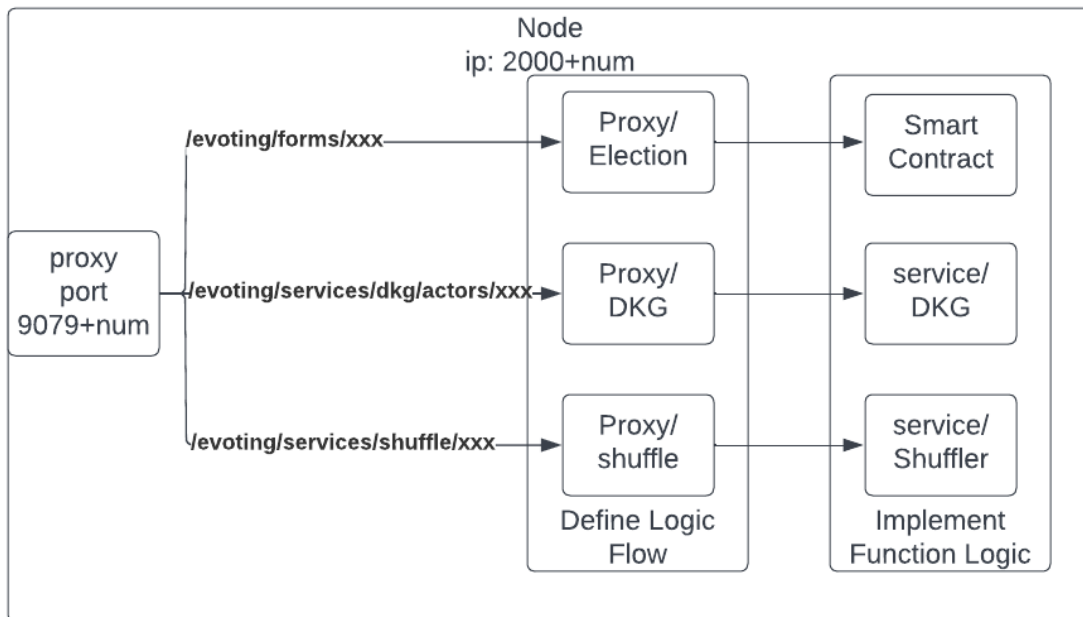 Node
ip: 2000+num
proxy
port
9079+num
/evoting/forms/xxx
/evoting/services/dkg/actors/xxx
/evoting/services/shuffle/xxx
Proxy/
Election
Proxy/
DKG
Proxy/
shuffle
Define Logic
Flow
Smart
Contract
service/
DKG
service/
Shuffler
Implement
Function Logic